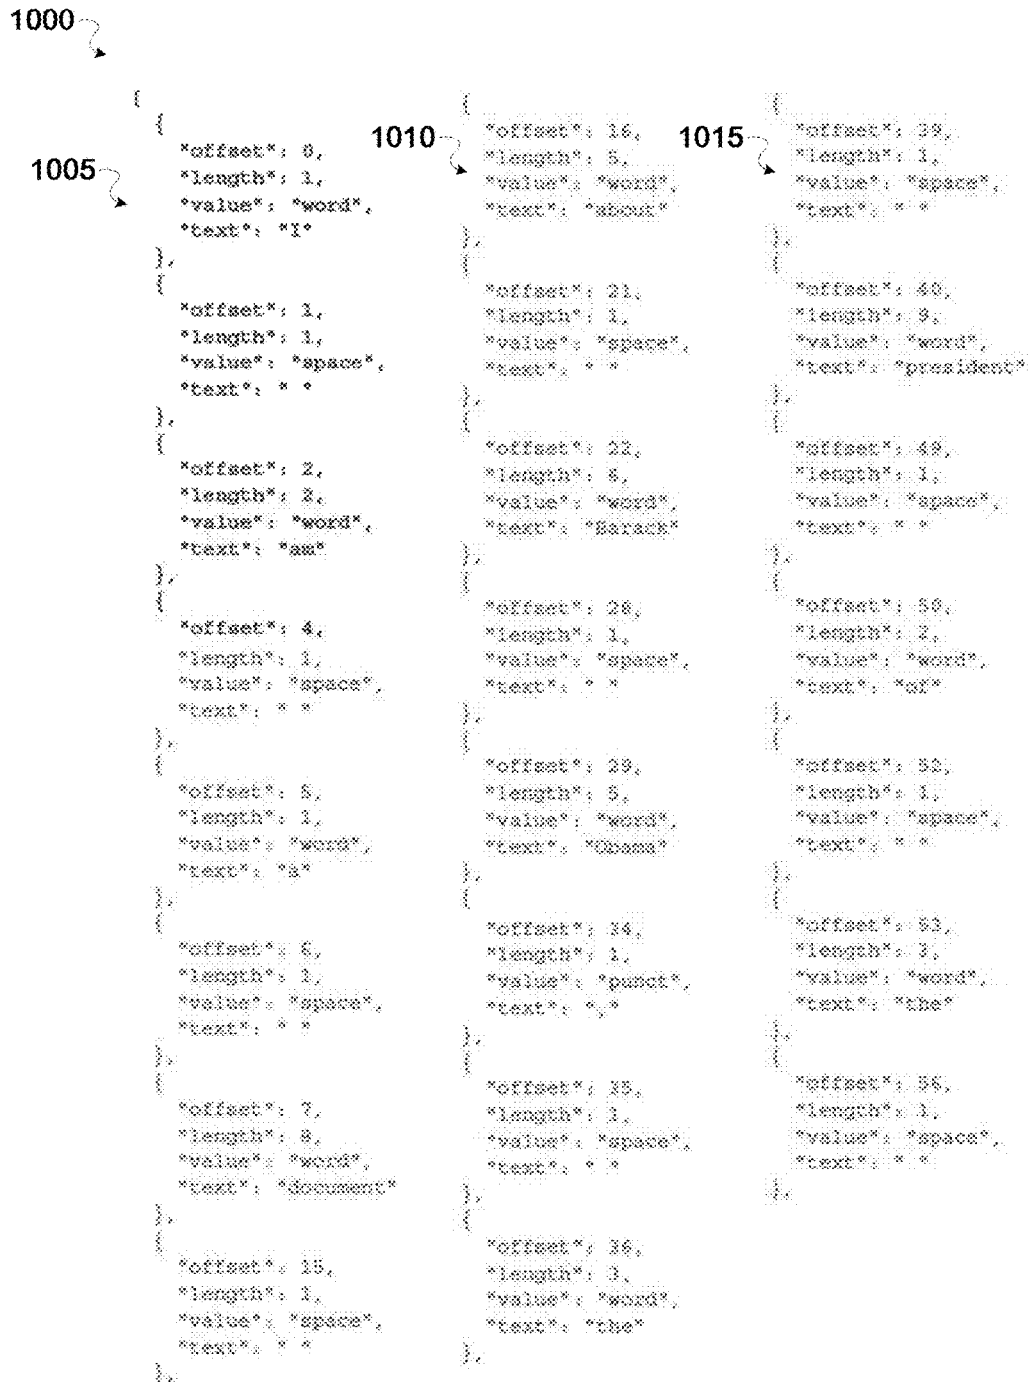 1000
[
{
"offset": 0,
"length": 1,
"value": "word",
"text": "I"
},
{
"offset": 1,
"length": 1,
"value": "space",
"text": " "
},
{
"offset": 2,
"length": 2,
"value": "word",
"text": "am"
},
{
"offset": 4,
"length": 1,
"value": "space",
"text": " "
},
{
"offset": 5,
"length": 1,
"value": "word",
"text": "a"
},
{
"offset": 6,
"length": 1,
"value": "space",
"text": " "
},
{
"offset": 7,
"length": 8,
"value": "word",
"text": "document"
},
{
"offset": 15,
"length": 1,
"value": "space",
"text": " "
},
1005
1010
{
"offset": 16,
"length": 5,
"value": "word",
"text": "about"
},
{
"offset": 21,
"length": 1,
"value": "space",
"text": " "
},
{
"offset": 22,
"length": 6,
"value": "word",
"text": "Barack"
},
{
"offset": 28,
"length": 1,
"value": "space",
"text": " "
},
{
"offset": 29,
"length": 5,
"value": "word",
"text": "Obama"
},
{
"offset": 34,
"length": 1,
"value": "punct",
"text": ","
},
{
"offset": 35,
"length": 1,
"value": "space",
"text": " "
},
{
"offset": 36,
"length": 3,
"value": "word",
"text": "the"
},
1015
{
"offset": 39,
"length": 1,
"value": "space",
"text": " "
},
{
"offset": 40,
"length": 9,
"value": "word",
"text": "president"
},
{
"offset": 49,
"length": 1,
"value": "space",
"text": " "
},
{
"offset": 50,
"length": 2,
"value": "word",
"text": "of"
},
{
"offset": 52,
"length": 1,
"value": "space",
"text": " "
},
{
"offset": 53,
"length": 3,
"value": "word",
"text": "the"
},
{
"offset": 56,
"length": 1,
"value": "space",
"text": " "
},